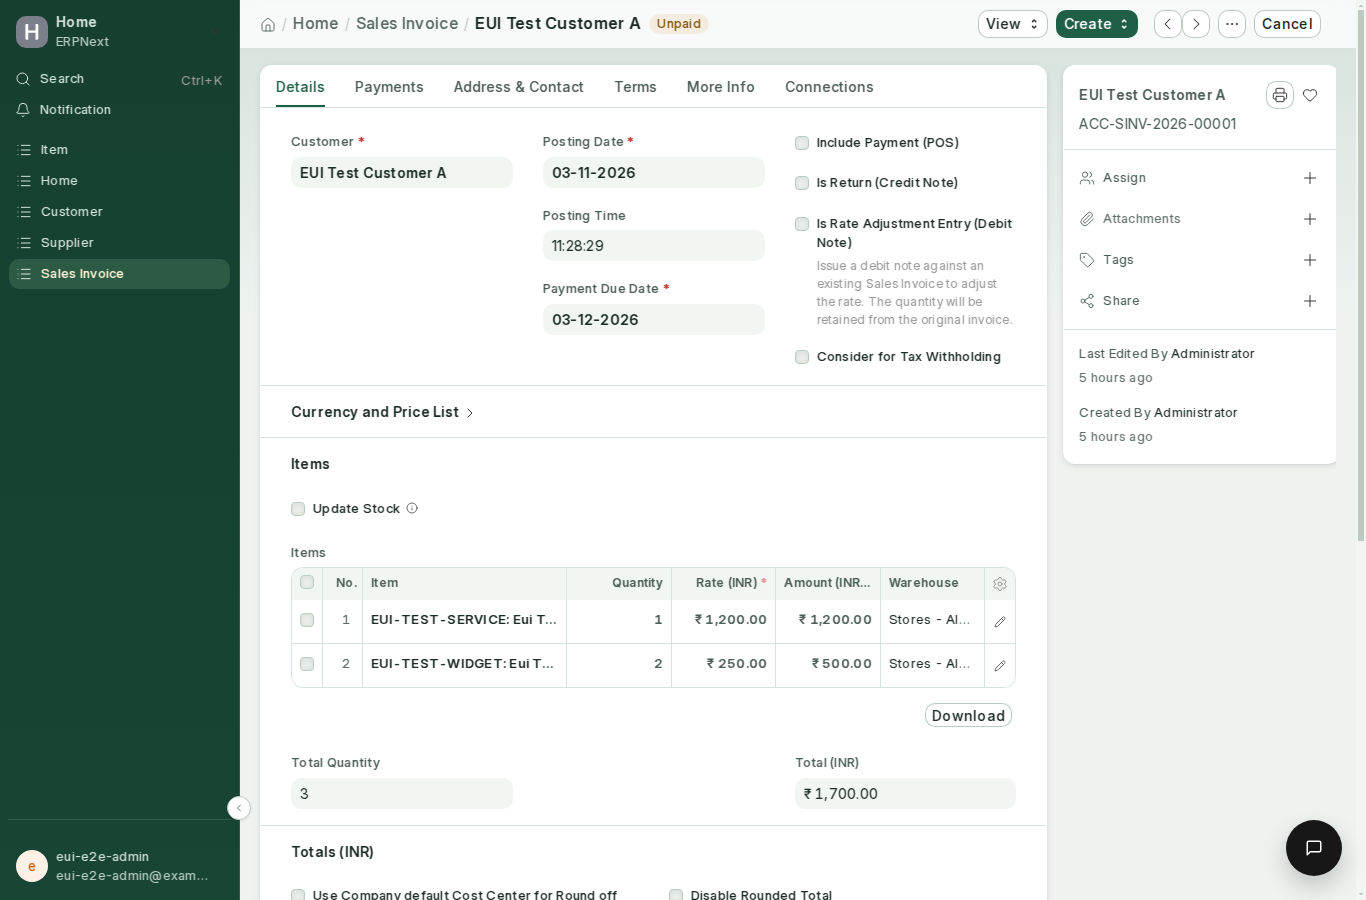 Home
ERPNext
Search
Ctrl+K
Notification
Item
Home
Customer
Supplier
Sales Invoice
eui-e2e-admin
eui-e2e-admin@exam...
e
H
/ Home / Sales Invoice / EUI Test Customer A Unpaid
View
Create
Cancel
Details Payments Address & Contact Terms More Info Connections
Customer *
EUI Test Customer A
Posting Date *
03-11-2026
Posting Time
11:28:29
Payment Due Date *
03-12-2026
Include Payment (POS)
Is Return (Credit Note)
Is Rate Adjustment Entry (Debit
Note)
Issue a debit note against an
existing Sales Invoice to adjust
the rate. The quantity will be
retained from the original invoice.
Consider for Tax Withholding
Currency and Price List
Items
Update Stock
Items
No. Item Quantity Rate (INR) * Amount (INR... Warehouse
1 EUI-TEST-SERVICE: Eui T... 1 ₹ 1,200.00 ₹ 1,200.00 Stores - Al...
2 EUI-TEST-WIDGET: Eui T... 2 ₹ 250.00 ₹ 500.00 Stores - Al...
Download
Total Quantity
3
Total (INR)
₹ 1,700.00
Totals (INR)
Use Company default Cost Center for Round off
Disable Rounded Total
EUI Test Customer A
ACC-SINV-2026-00001
Assign
Attachments
Tags
Share
Last Edited By Administrator
5 hours ago
Created By Administrator
5 hours ago